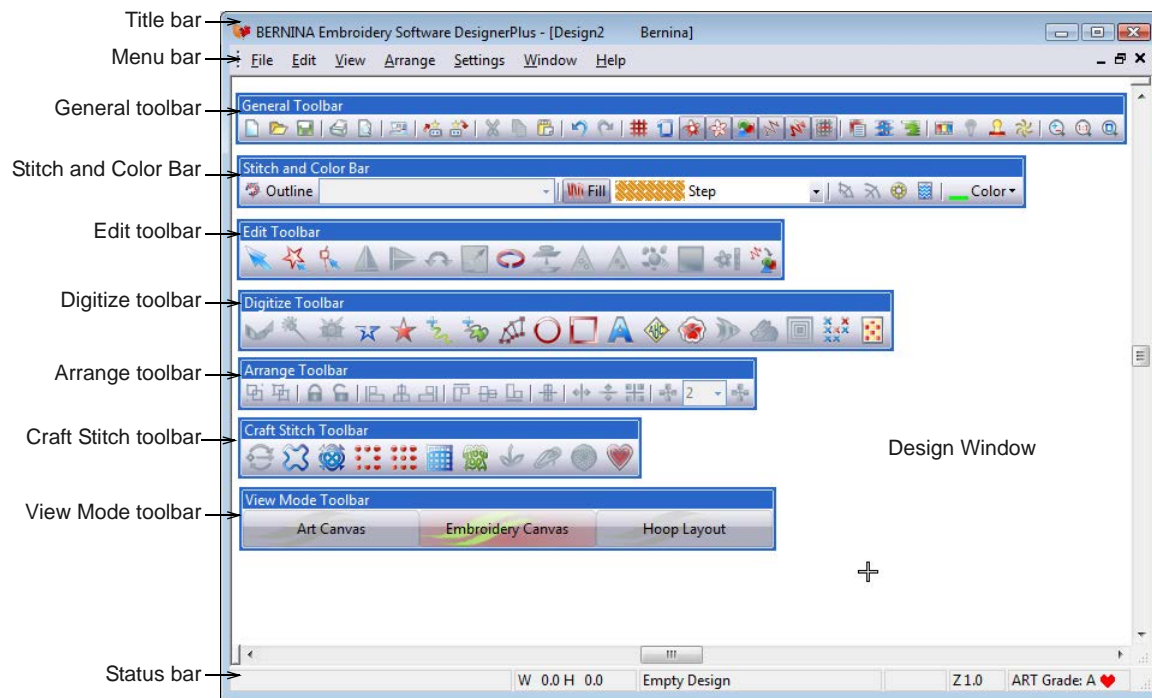 Title bar
BERNINA Embroidery Software DesignerPlus - [Design2 Bernina]
Menu bar
File Edit View Arrange Settings Window Help
General toolbar
General Toolbar
Stitch and Color Bar
Stitch and Color Bar
Outline Fill Step Color
Edit toolbar
Edit Toolbar
Digitize toolbar
Digitize Toolbar
ABC
Arrange toolbar
Arrange Toolbar
2
Craft Stitch toolbar
Craft Stitch Toolbar
Design Window
View Mode toolbar
View Mode Toolbar
Art Canvas Embroidery Canvas Hoop Layout
Status bar
W 0.0 H 0.0 Empty Design Z 1.0 ART Grade: A